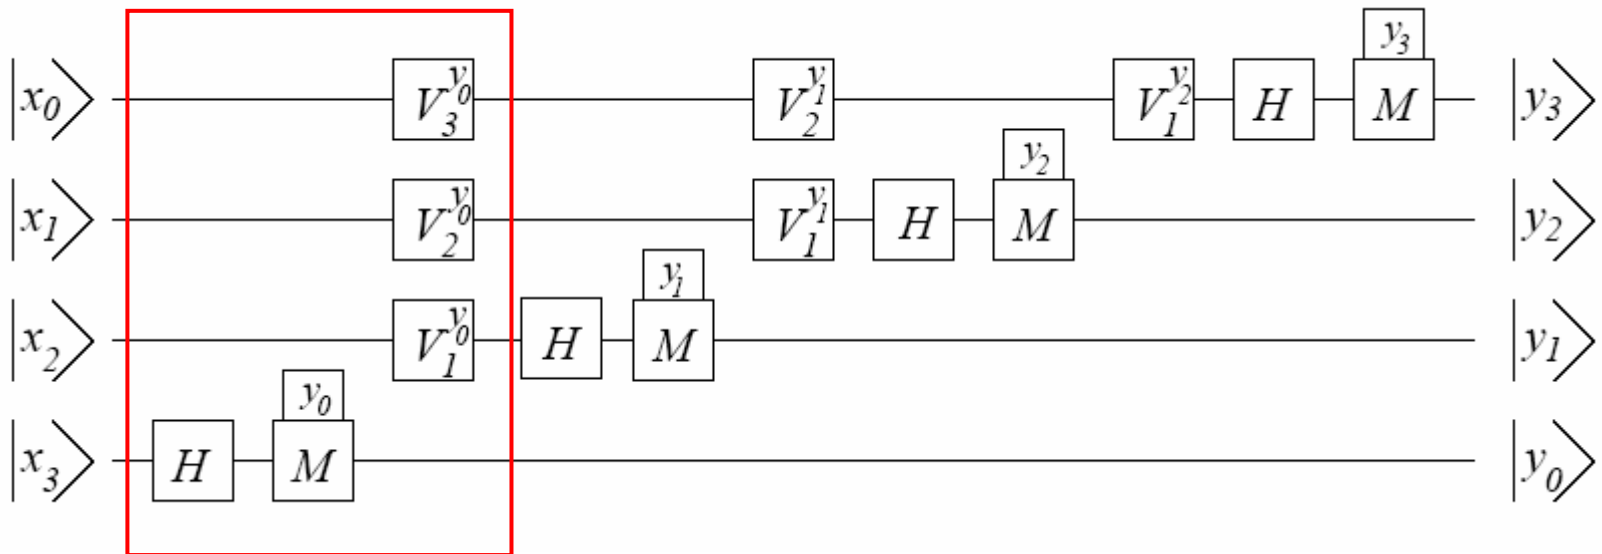 y3
|x0⟩ V3^y0 V2^y1 V1^y2 H M |y3⟩
y2
|x1⟩ V2^y0 V1^y1 H M |y2⟩
y1
|x2⟩ V1^y0 H M |y1⟩
y0
|x3⟩ H M |y0⟩